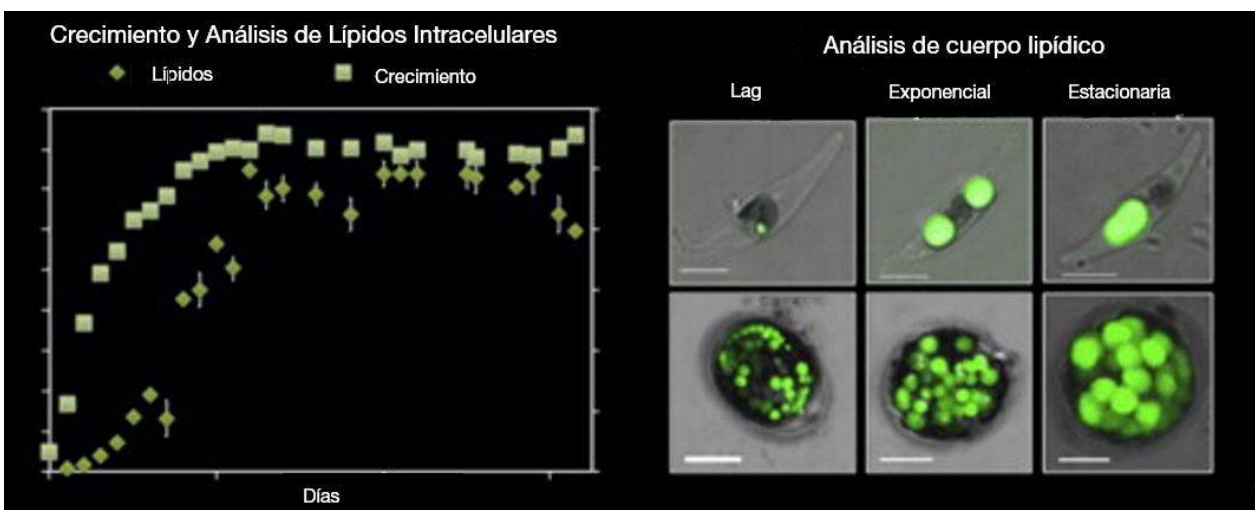 Crecimiento y Análisis de Lípidos Intracelulares
Lípidos
Crecimiento
Días
Análisis de cuerpo lipídico
Lag
Exponencial
Estacionaria